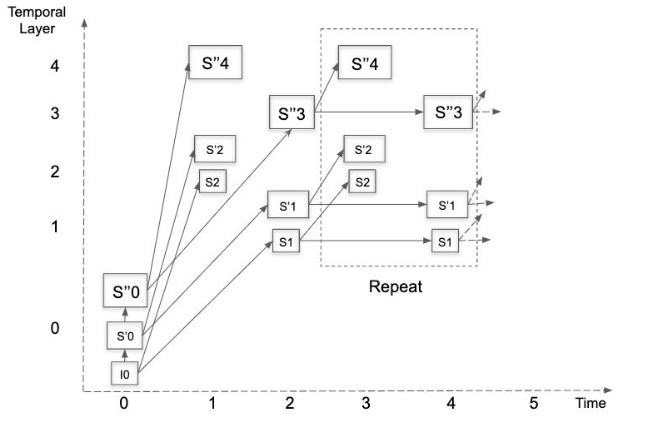 Temporal
Layer
4
S”4
S”4
3
S”3
S”3
S’2
S’2
2
S2
S2
S’1
S’1
1
S1
S1
S”0
Repeat
0
S’0
I0
0
1
2
3
4
5
Time